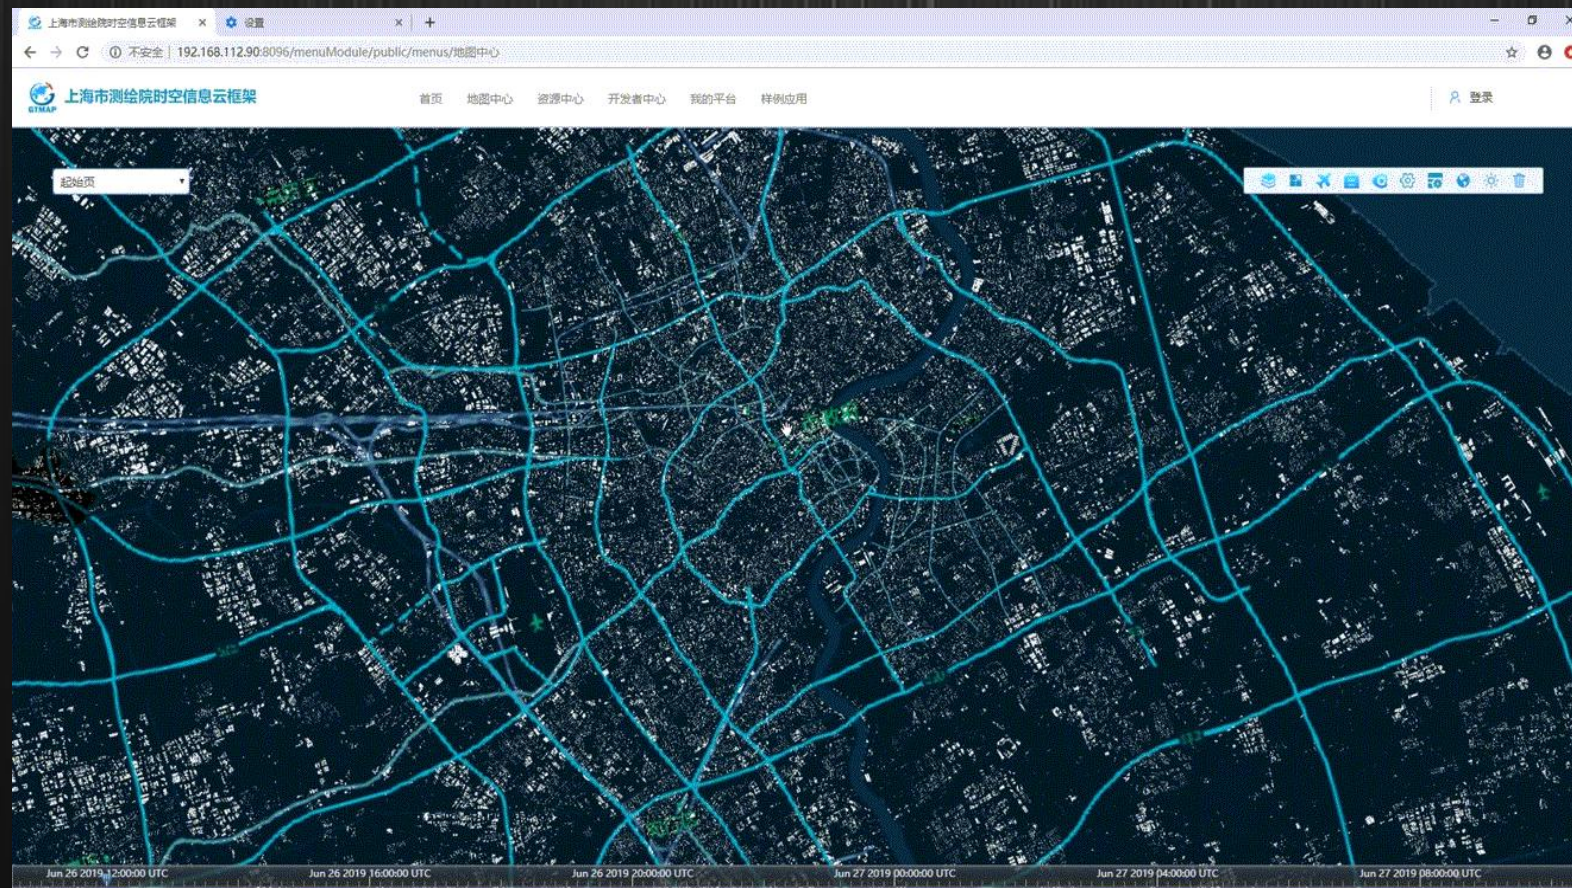 上海市测绘院时空信息云框架
设置
不安全 | 192.168.112.90:8096/menuModule/public/menus/地图中心
GTMAP 上海市测绘院时空信息云框架
首页 地图中心 资源中心 开发者中心 我的平台 样例应用
登录
起始页
Jun 26 2019 12:00:00 UTC Jun 26 2019 16:00:00 UTC Jun 26 2019 20:00:00 UTC Jun 27 2019 00:00:00 UTC Jun 27 2019 04:00:00 UTC Jun 27 2019 08:00:00 UTC